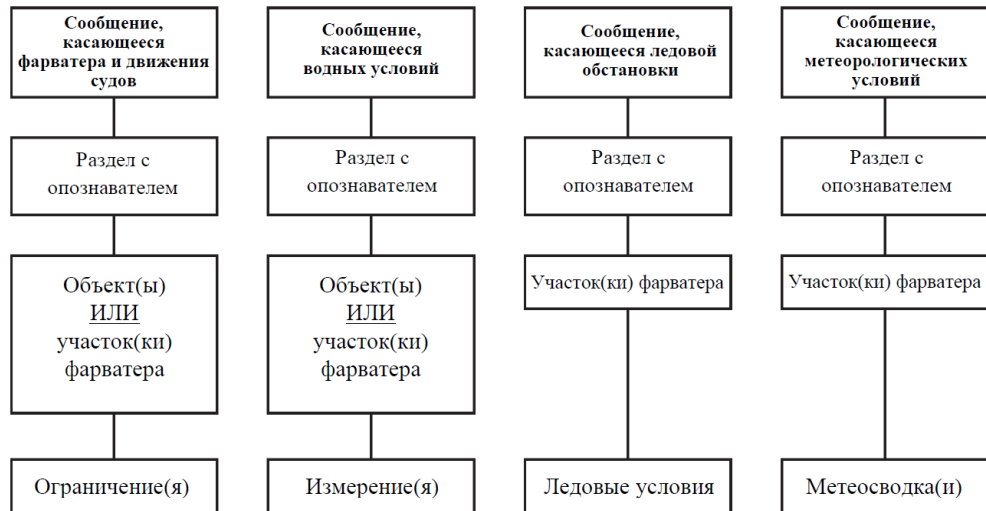 Сообщение,
касающееся
фарватера и движения
судов
Сообщение,
касающееся
водных условий
Сообщение,
касающееся ледовой
обстановки
Сообщение,
касающееся
метеорологических
условий
Раздел с
опознавателем
Раздел с
опознавателем
Раздел с
опознавателем
Раздел с
опознавателем
Объект(ы)
ИЛИ
участок(ки)
фарватера
Объект(ы)
ИЛИ
участок(ки)
фарватера
Участок(ки) фарватера
Участок(ки) фарватера
Ограничение(я)
Измерение(я)
Ледовые условия
Метеосводка(и)